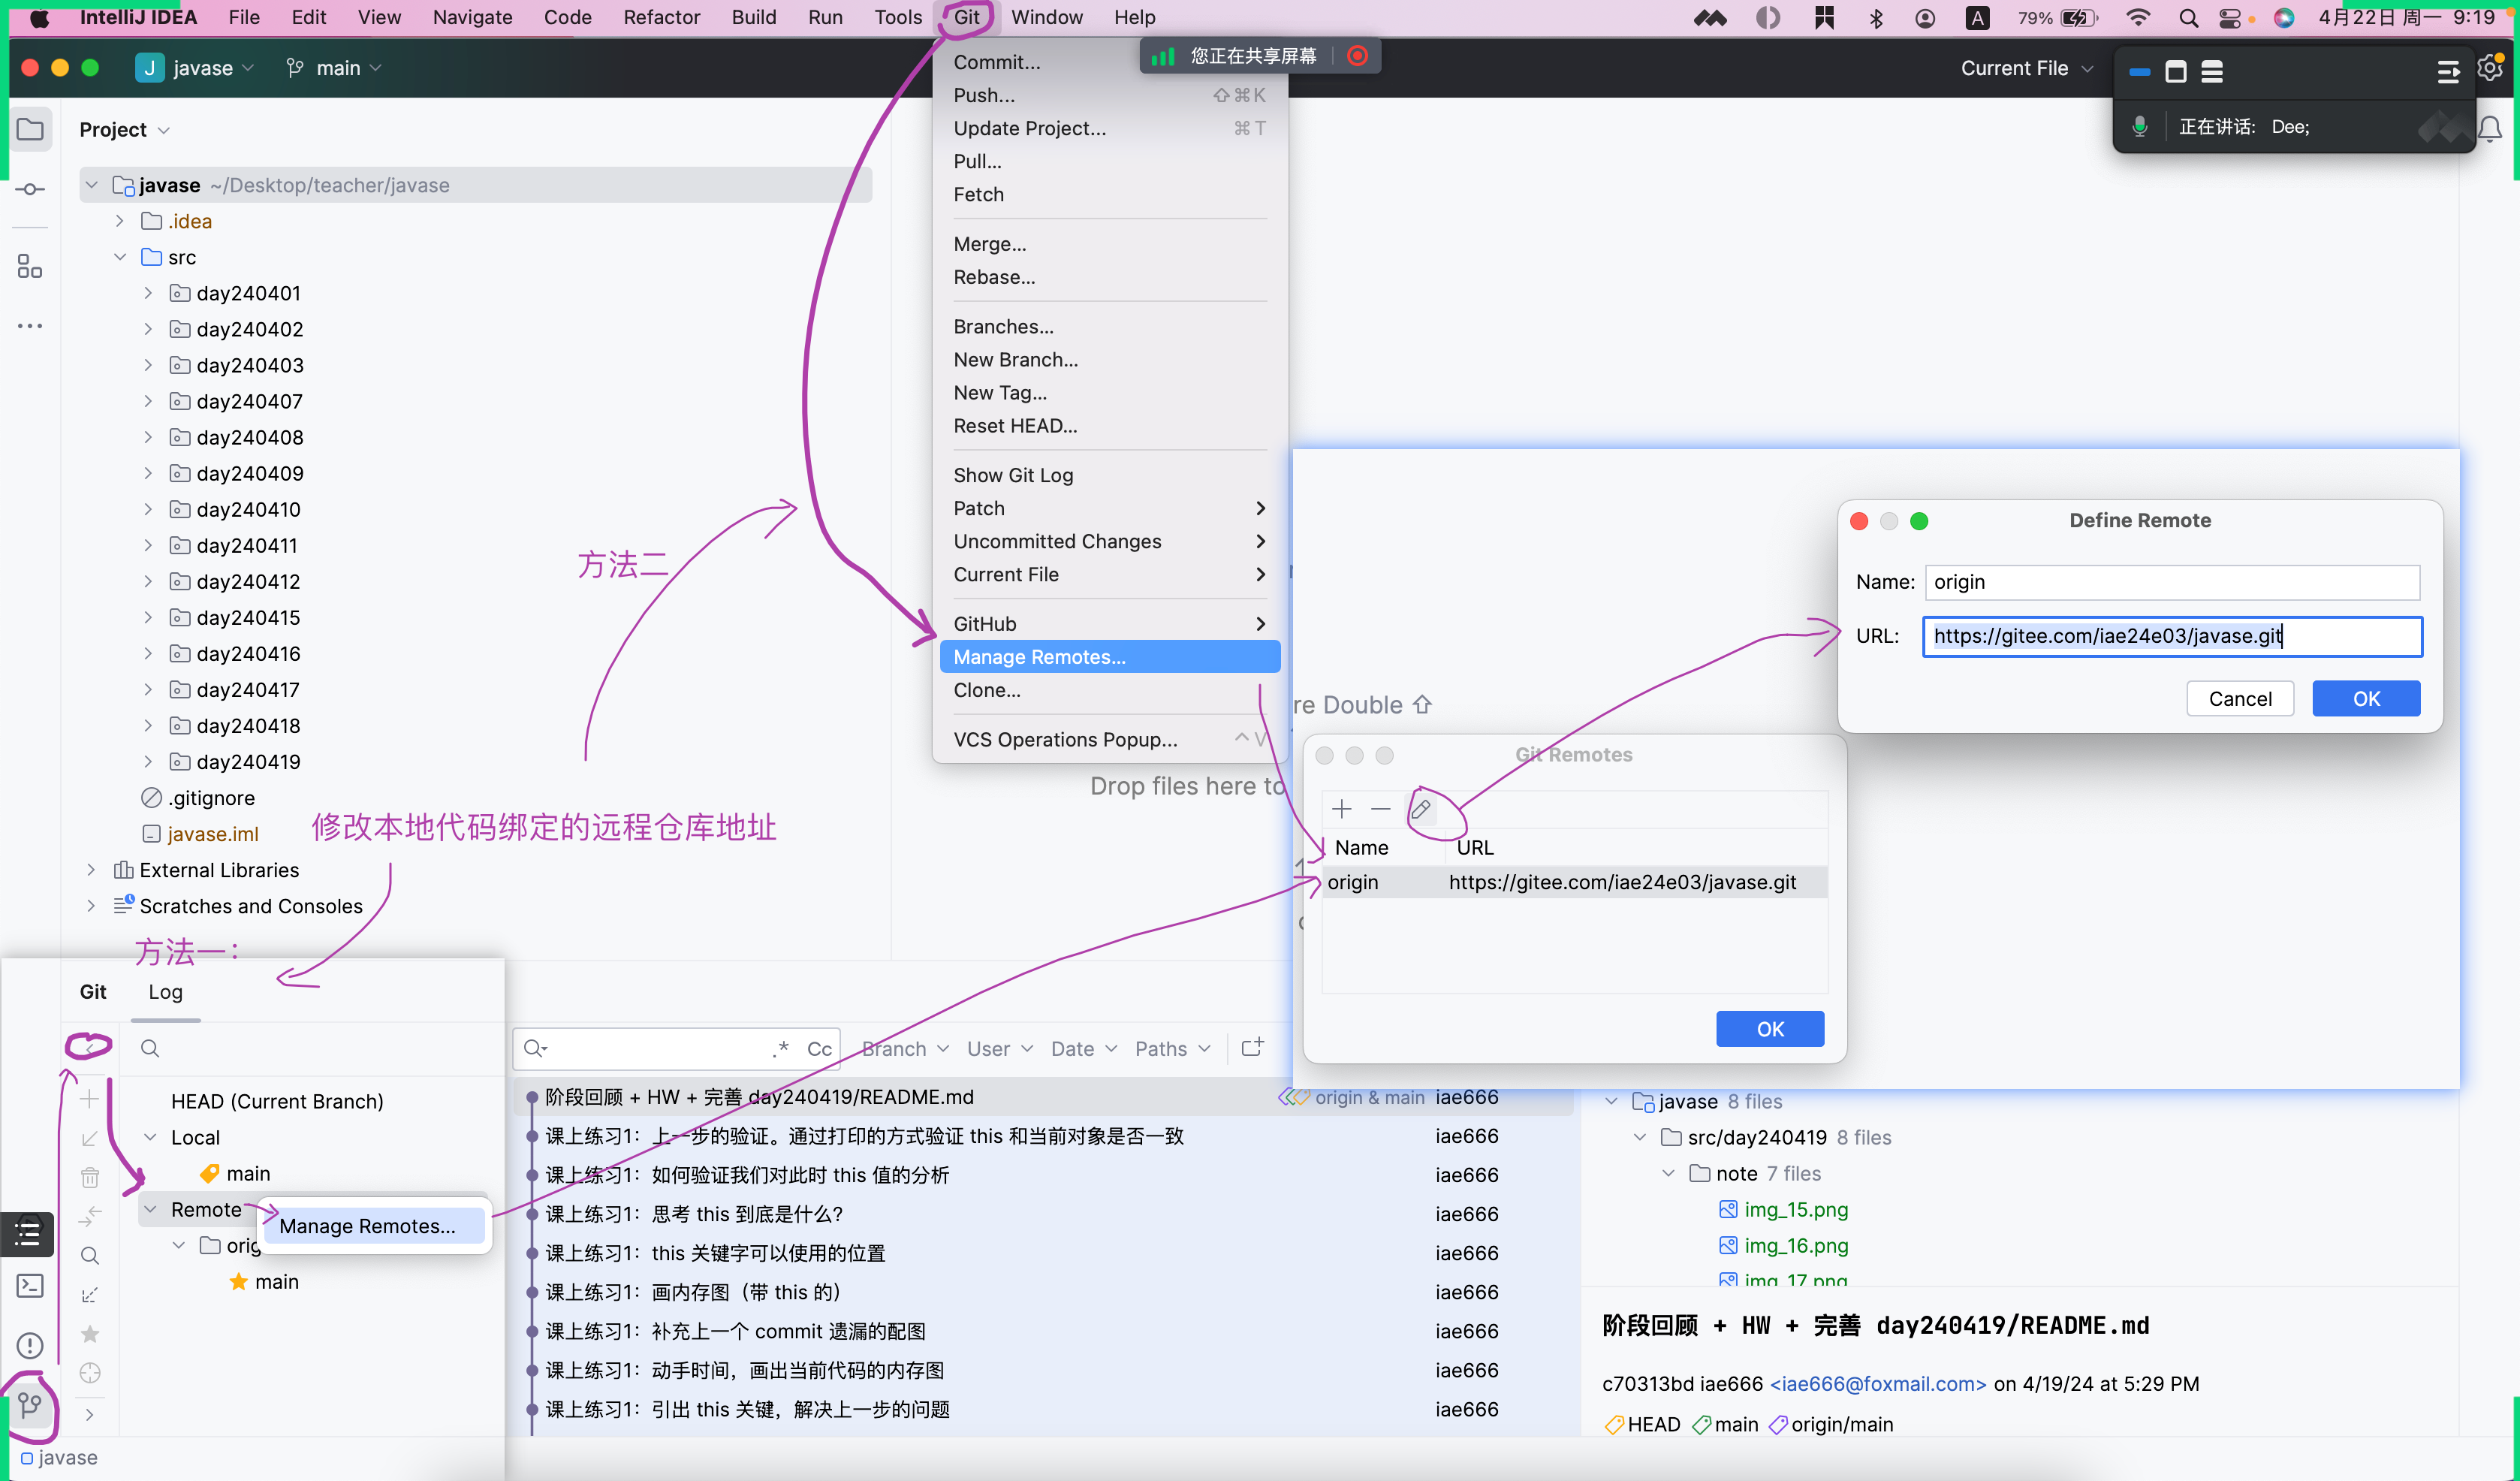 IntelliJ IDEA File Edit View Navigate Code Refactor Build Run Tools Git Window Help
A 79% 4月22日 周一 9:19
J javase main
您正在共享屏幕
Current File
正在讲话: Dee;
Project
javase ~/Desktop/teacher/javase
.idea
src
day240401
day240402
day240403
day240407
day240408
day240409
day240410
day240411
day240412
day240415
day240416
day240417
day240418
day240419
.gitignore
javase.iml
External Libraries
Scratches and Consoles
Commit...
Push... ⇧⌘K
Update Project... ⌘T
Pull...
Fetch
Merge...
Rebase...
Branches...
New Branch...
New Tag...
Reset HEAD...
Show Git Log
Patch
Uncommitted Changes
Current File
GitHub
Manage Remotes...
Clone...
VCS Operations Popup... ^V
方法二
修改本地代码绑定的远程仓库地址
方法一:
re Double ⇧
Drop files here to
Define Remote
Name: origin
URL: https://gitee.com/iae24e03/javase.git
Cancel OK
Git Remotes
Name URL
origin https://gitee.com/iae24e03/javase.git
OK
Git Log
HEAD (Current Branch)
Local
main
Remote
Manage Remotes...
orig
main
.* Cc Branch User Date Paths
阶段回顾 + HW + 完善 day240419/README.md origin & main iae666
课上练习1：上一步的验证。通过打印的方式验证 this 和当前对象是否一致 iae666
课上练习1：如何验证我们对此时 this 值的分析 iae666
课上练习1：思考 this 到底是什么？ iae666
课上练习1：this 关键字可以使用的位置 iae666
课上练习1：画内存图（带 this 的） iae666
课上练习1：补充上一个 commit 遗漏的配图 iae666
课上练习1：动手时间，画出当前代码的内存图 iae666
课上练习1：引出 this 关键，解决上一步的问题 iae666
javase 8 files
src/day240419 8 files
note 7 files
img_15.png
img_16.png
img_17.png
阶段回顾 + HW + 完善 day240419/README.md
c70313bd iae666 <iae666@foxmail.com> on 4/19/24 at 5:29 PM
HEAD main origin/main
javase